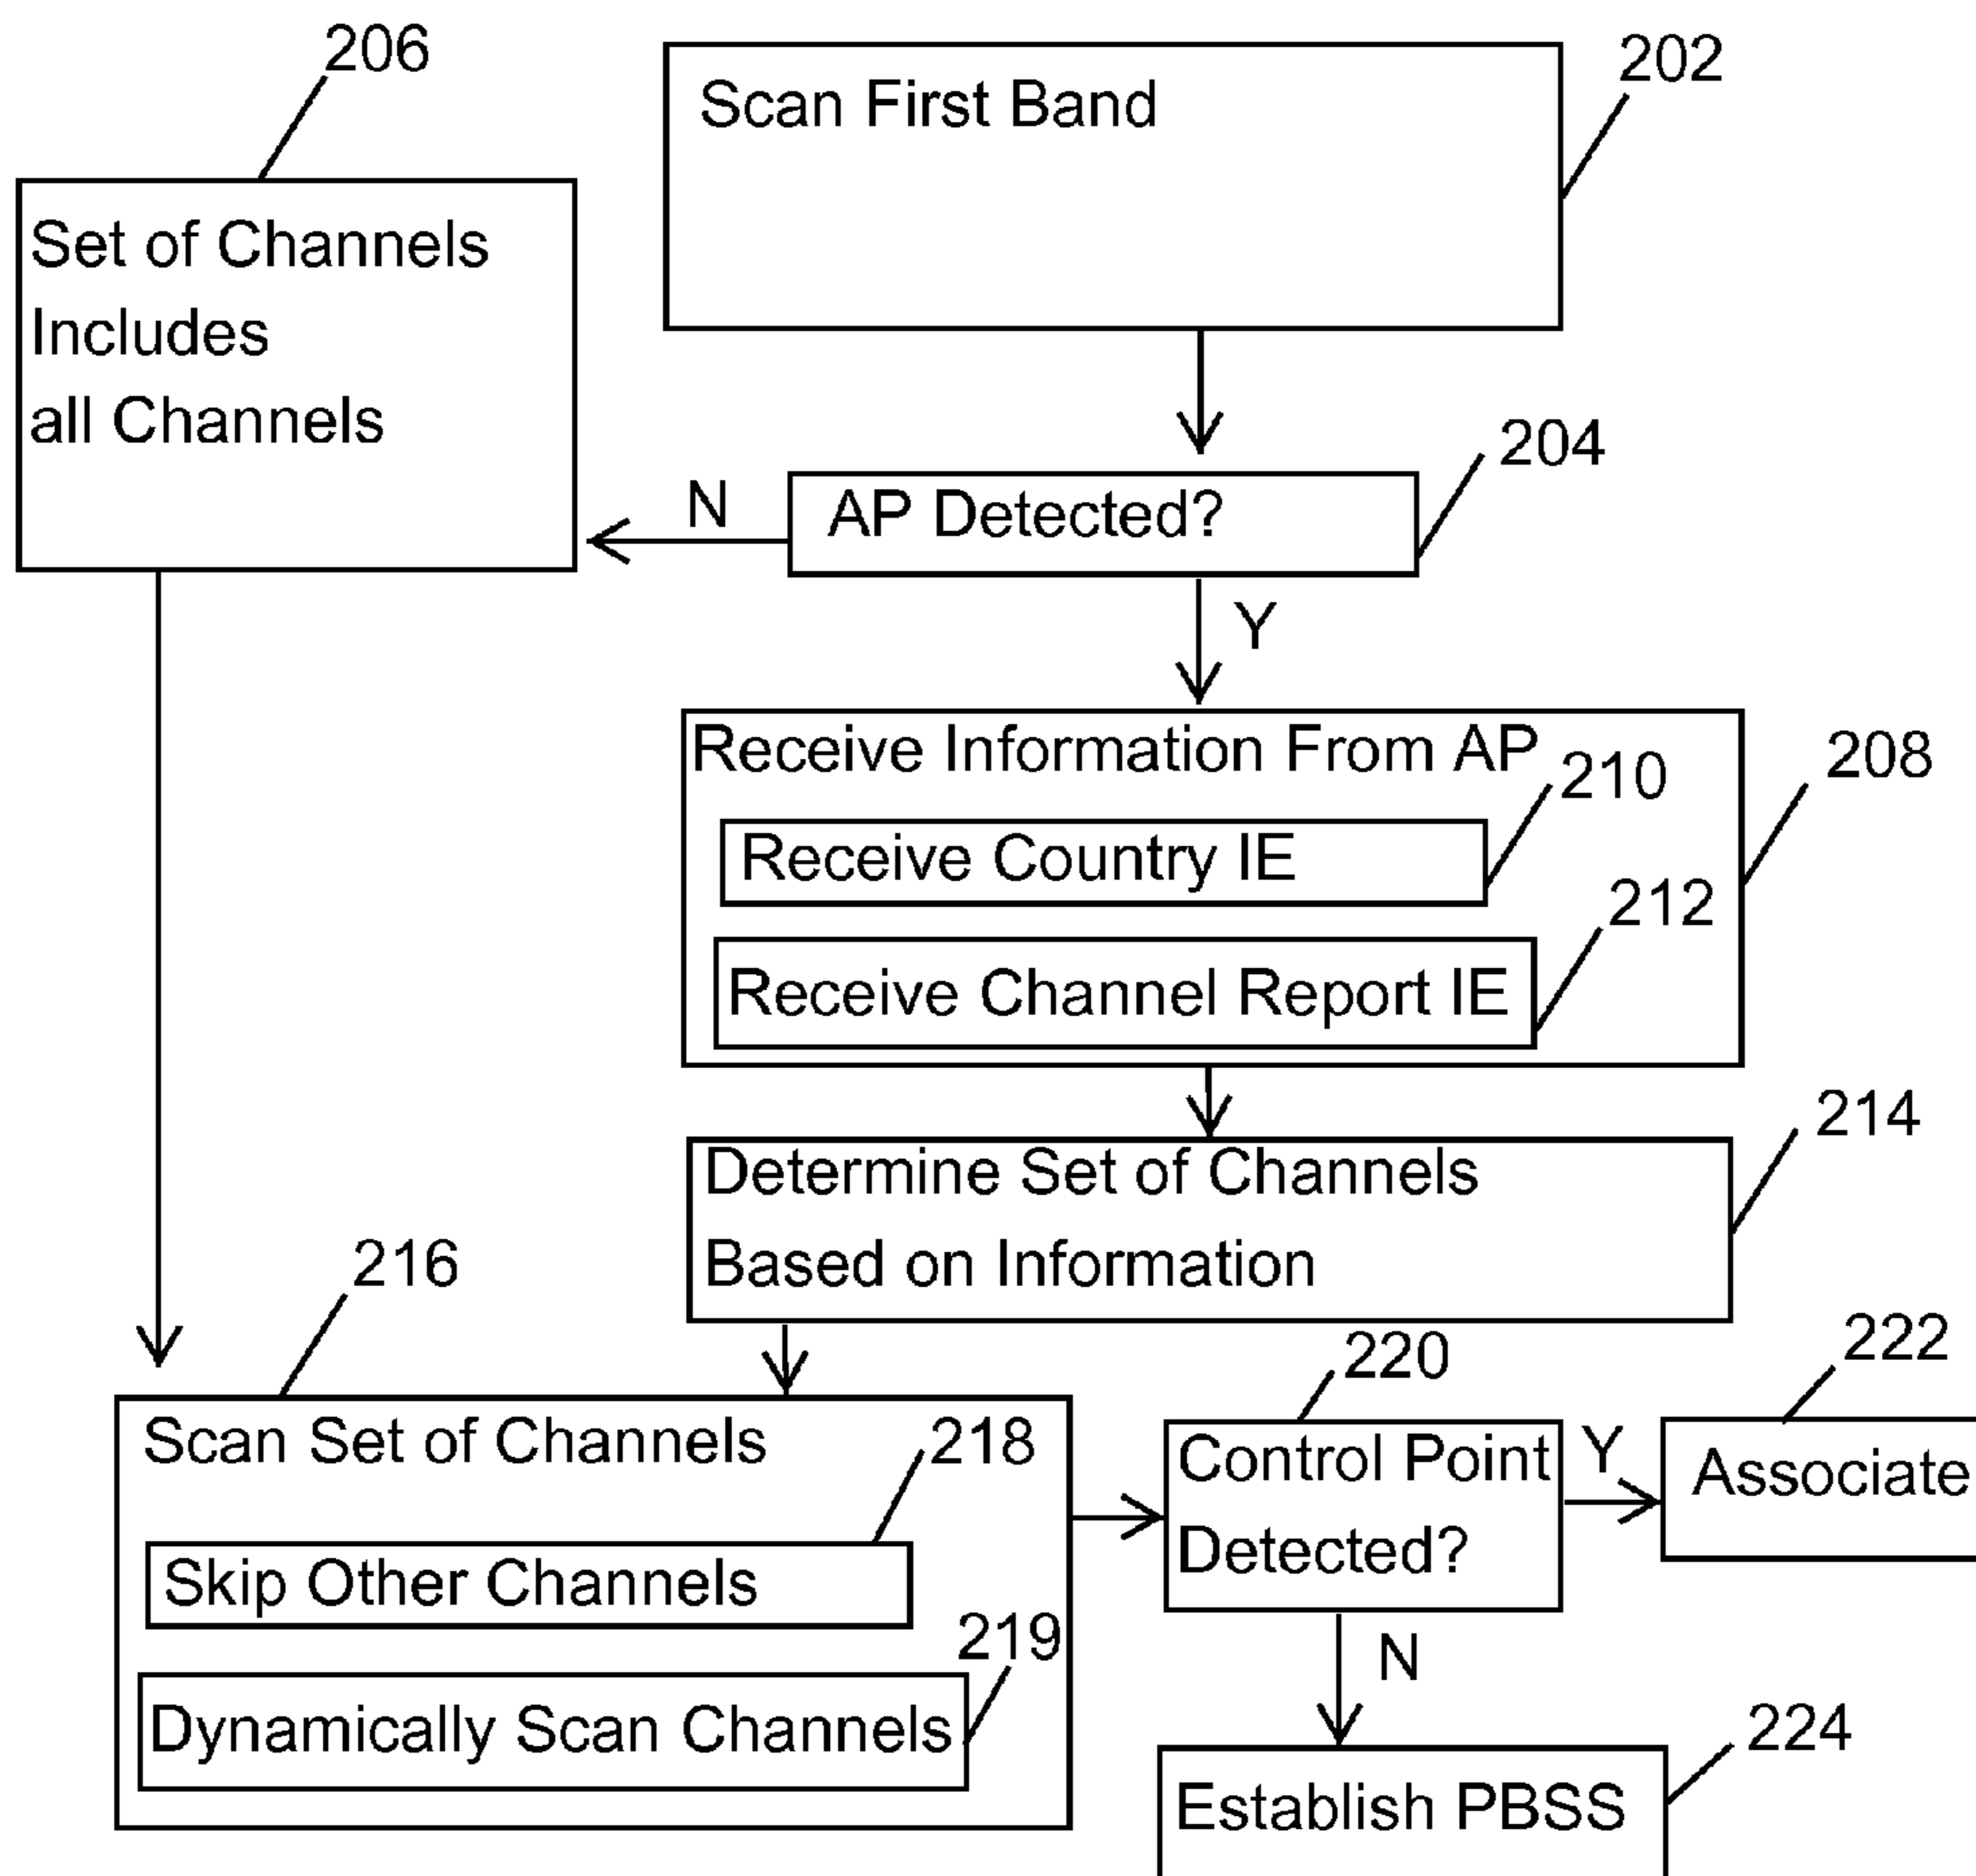 206
202
Scan First Band
Set of Channels
Includes
all Channels
204
N
AP Detected?
Y
Receive Information From AP
208
210
Receive Country IE
212
Receive Channel Report IE
214
Determine Set of Channels
Based on Information
216
220
222
Scan Set of Channels
218
Control Point
Detected?
Y
Associate
Skip Other Channels
219
Dynamically Scan Channels
N
224
Establish PBSS